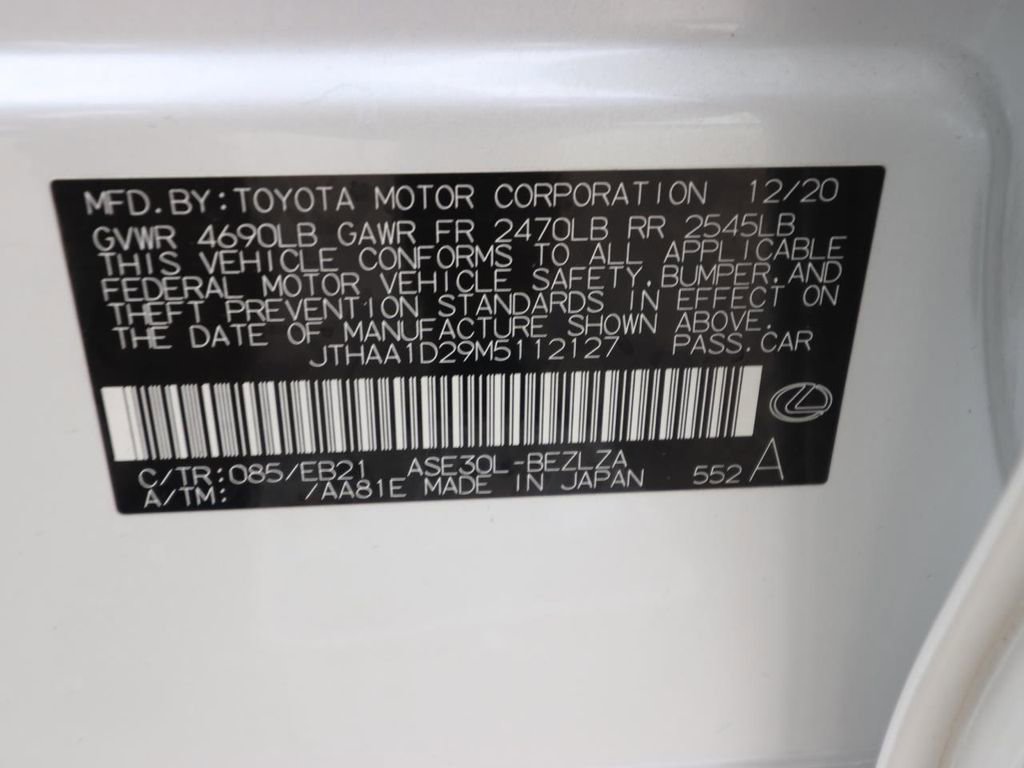 MFD.BY:TOYOTA MOTOR CORPORATION 12/20
GVWR 4690LB GAWR FR 2470LB RR 2545LB
THIS VEHICLE CONFORMS TO ALL APPLICABLE
FEDERAL MOTOR VEHICLE SAFETY,BUMPER,AND
THEFT PREVENTION STANDARDS IN EFFECT ON
THE DATE OF MANUFACTURE SHOWN ABOVE.
JTHAA1D29M5112127 PASS.CAR
C/TR:085/EB21 ASE30L-BEZLZA
A/TM: /AA81E MADE IN JAPAN 552 A